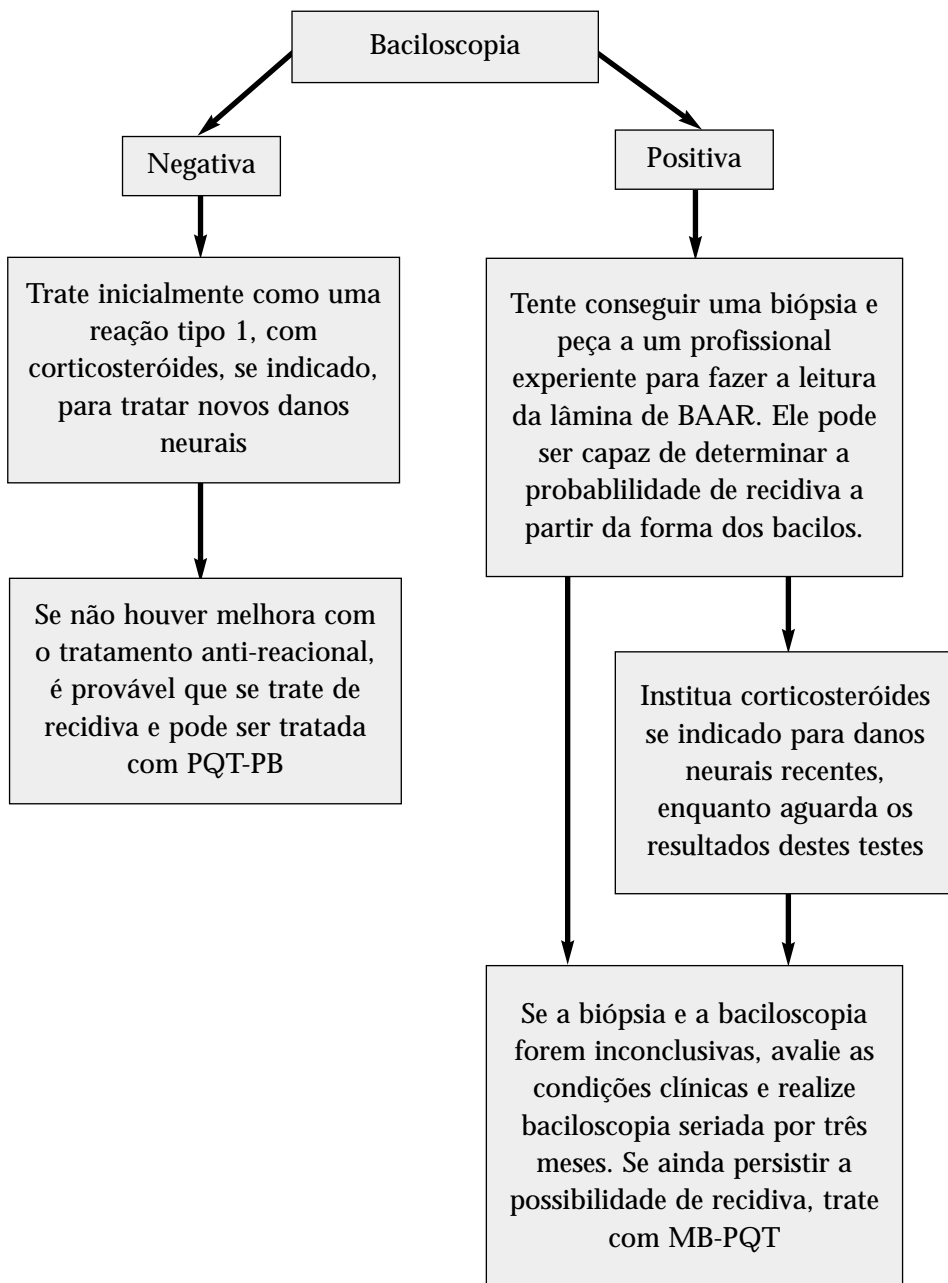 Baciloscopia
Negativa
Positiva
Trate inicialmente como uma
reação tipo 1, com
corticosteróides, se indicado,
para tratar novos danos
neurais
Tente conseguir uma biópsia e
peça a um profissional
experiente para fazer a leitura
da lâmina de BAAR. Ele pode
ser capaz de determinar a
probablilidade de recidiva a
partir da forma dos bacilos.
Se não houver melhora com
o tratamento anti-reacional,
é provável que se trate de
recidiva e pode ser tratada
com PQT-PB
Institua corticosteróides
se indicado para danos
neurais recentes,
enquanto aguarda os
resultados destes testes
Se a biópsia e a baciloscopia
forem inconclusivas, avalie as
condições clínicas e realize
baciloscopia seriada por três
meses. Se ainda persistir a
possibilidade de recidiva, trate
com MB-PQT